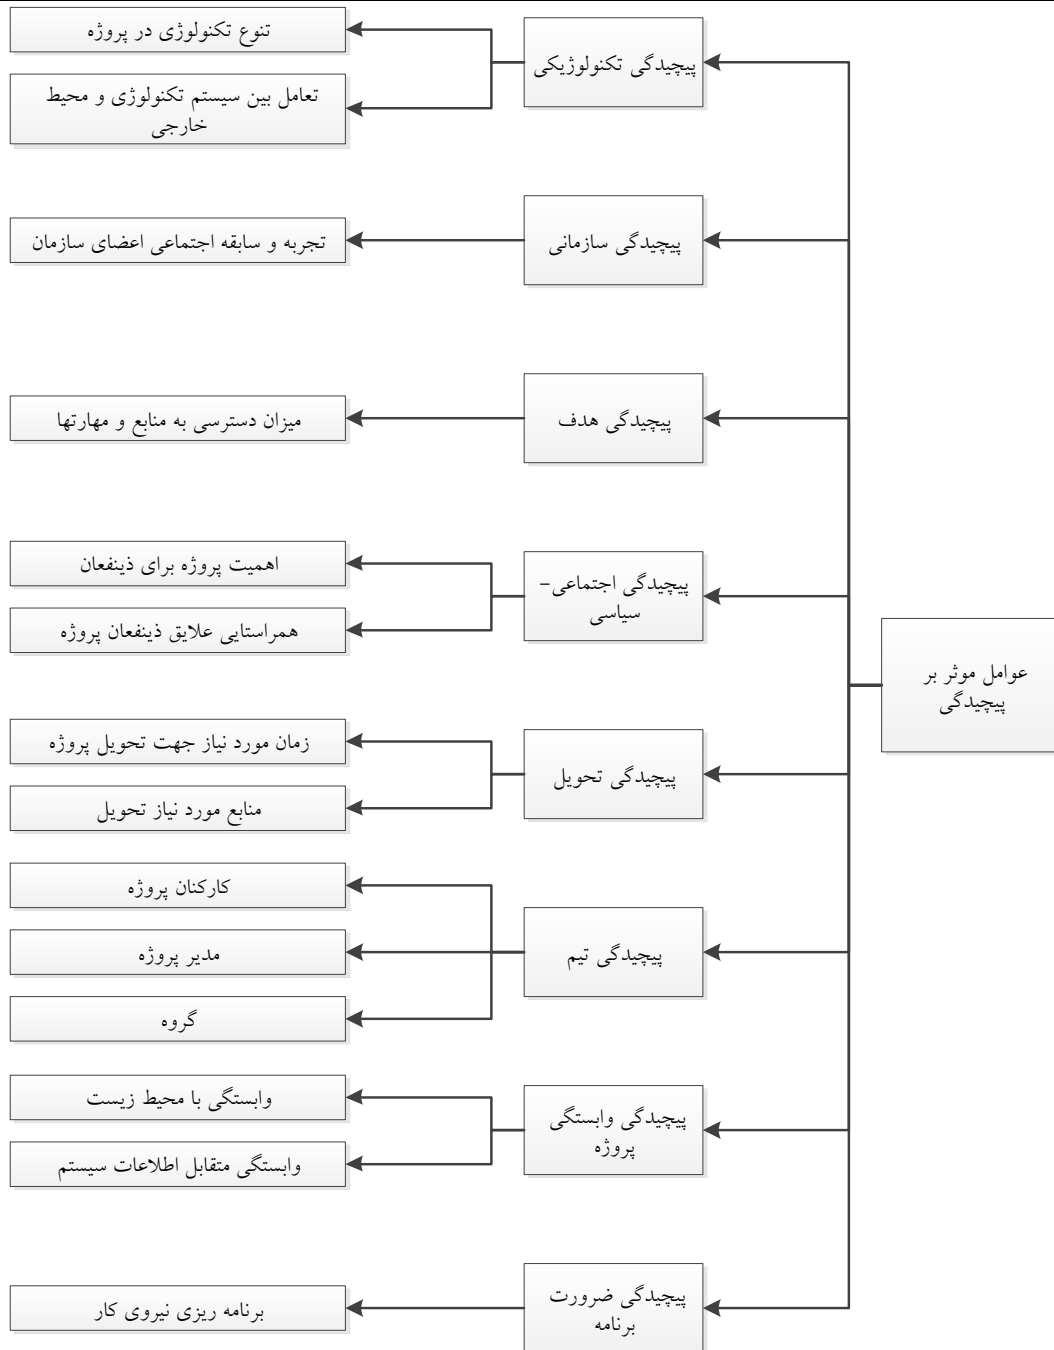 عوامل موثر بر
پیچیدگی
پیچیدگی تکنولوژیکی
تنوع تکنولوژی در پروژه
تعامل بین سیستم تکنولوژی و محیط
خارجی
پیچیدگی سازمانی
تجربه و سابقه اجتماعی اعضای سازمان
پیچیدگی هدف
میزان دسترسی به منابع و مهارتها
پیچیدگی اجتماعی-
سیاسی
اهمیت پروژه برای ذینفعان
همراستایی علایق ذینفعان پروژه
پیچیدگی تحویل
زمان مورد نیاز جهت تحویل پروژه
منابع مورد نیاز تحویل
پیچیدگی تیم
کارکنان پروژه
مدیر پروژه
گروه
پیچیدگی وابستگی
پروژه
وابستگی با محیط زیست
وابستگی متقابل اطلاعات سیستم
پیچیدگی ضرورت
برنامه
برنامه ریزی نیروی کار